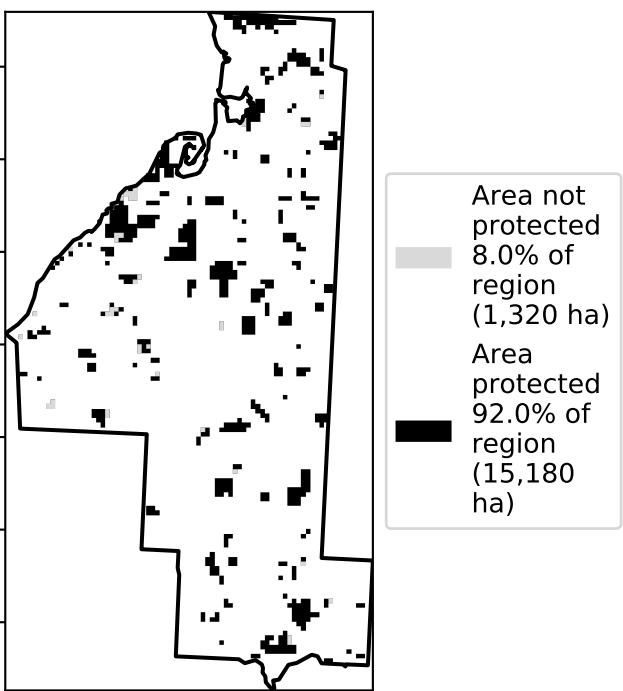 Area not
protected
8.0% of
region
(1,320 ha)
Area
protected
92.0% of
region
(15,180
ha)